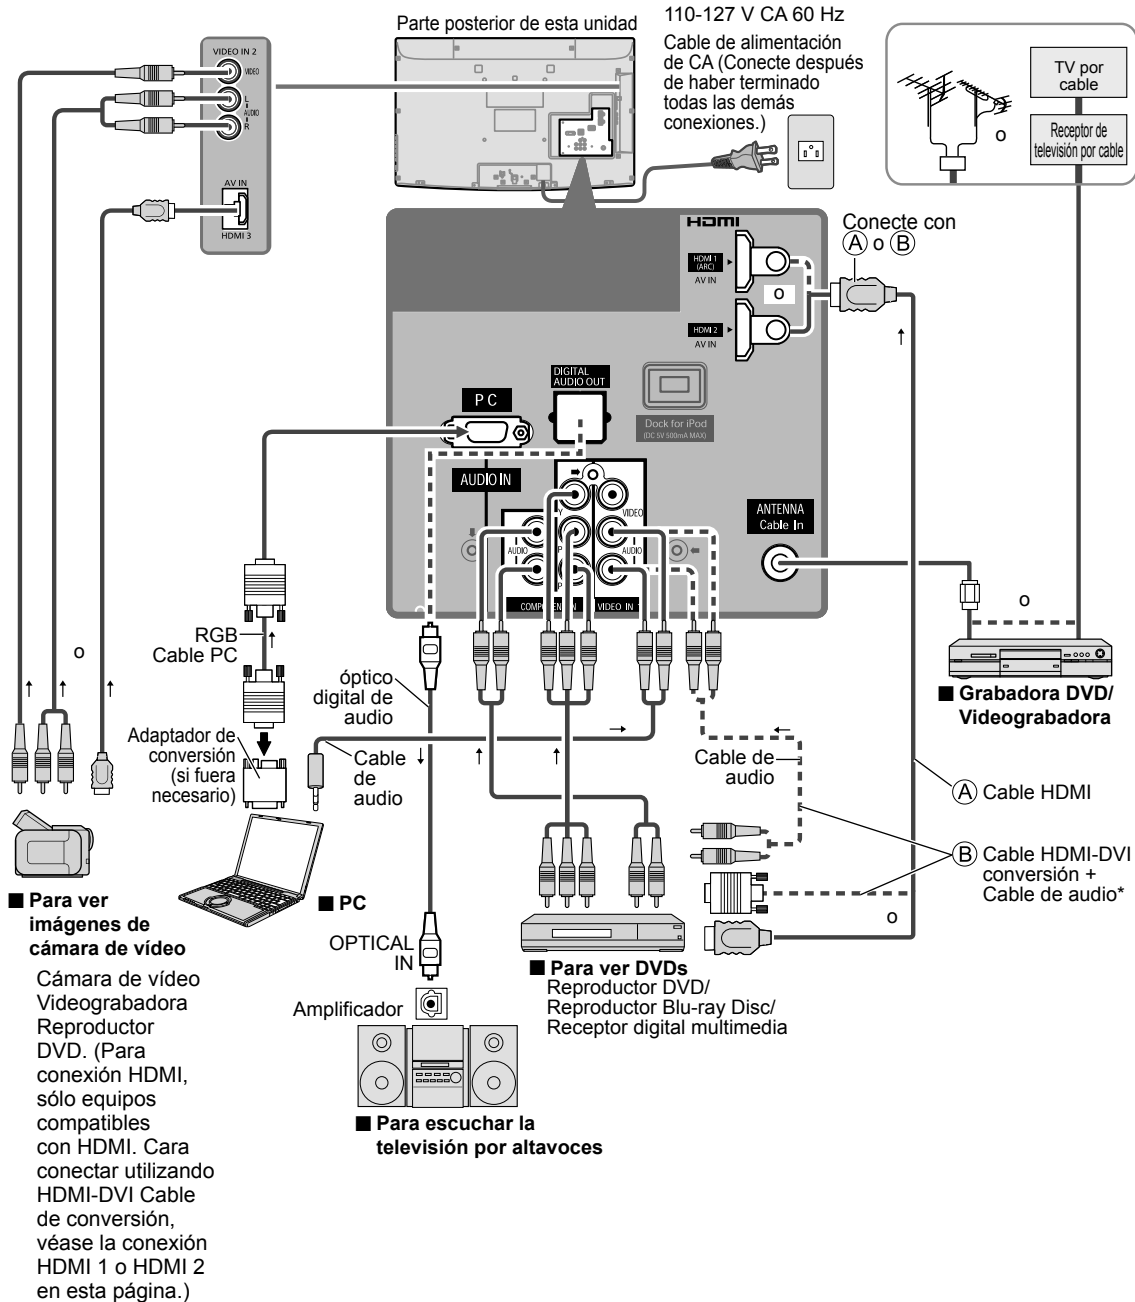 Parte posterior de esta unidad
110-127 V CA 60 Hz
Cable de alimentación
de CA (Conecte después
de haber terminado
todas las demás
conexiones.)
TV por
cable
Receptor de
televisión por cable
o
VIDEO IN 2
VIDEO
L
AUDIO
R
AV IN
HDMI 3
HDMI
HDMI 1
(ARC)
AV IN
o
HDMI 2
AV IN
Conecte con
A o B
DIGITAL
AUDIO OUT
PC
Dock for iPod
(DC 5V 500mA MAX)
AUDIO IN
Y
VIDEO
AUDIO
P
AUDIO
P
COMPONENT IN
VIDEO IN 1
ANTENNA
Cable In
RGB
Cable PC
o
o
óptico
digital de
audio
Adaptador de
conversión
(si fuera
necesario)
Cable
de
audio
Cable de
audio
■ Grabadora DVD/
Videograbadora
A Cable HDMI
B Cable HDMI-DVI
conversión +
Cable de audio*
o
■ Para ver
imágenes de
cámara de vídeo
Cámara de vídeo
Videograbadora
Reproductor
DVD. (Para
conexión HDMI,
sólo equipos
compatibles
con HDMI. Cara
conectar utilizando
HDMI-DVI Cable
de conversión,
véase la conexión
HDMI 1 o HDMI 2
en esta página.)
■ PC
OPTICAL
IN
Amplificador
■ Para ver DVDs
Reproductor DVD/
Reproductor Blu-ray Disc/
Receptor digital multimedia
■ Para escuchar la
televisión por altavoces